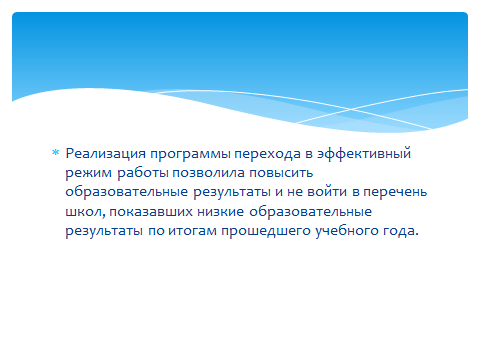 * Реализация программы перехода в эффективный
режим работы позволила повысить
образовательные результаты и не войти в перечень
школ, показавших низкие образовательные
результаты по итогам прошедшего учебного года.